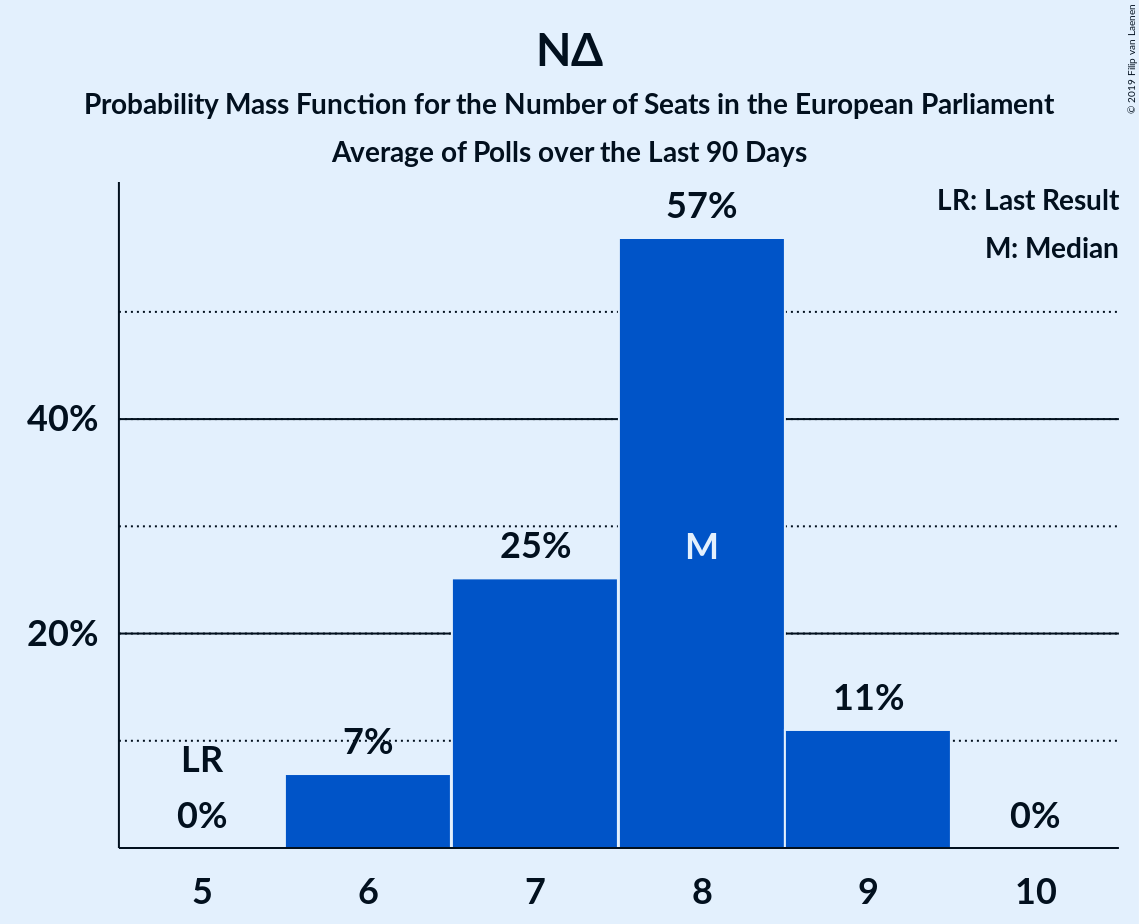 ΝΔ
Probability Mass Function for the Number of Seats in the European Parliament
Average of Polls over the Last 90 Days
© 2019 Filip van Laenen
LR: Last Result
M: Median
57%
40%
25%
M
20%
11%
7%
LR
0%
0%
5 6 7 8 9 10